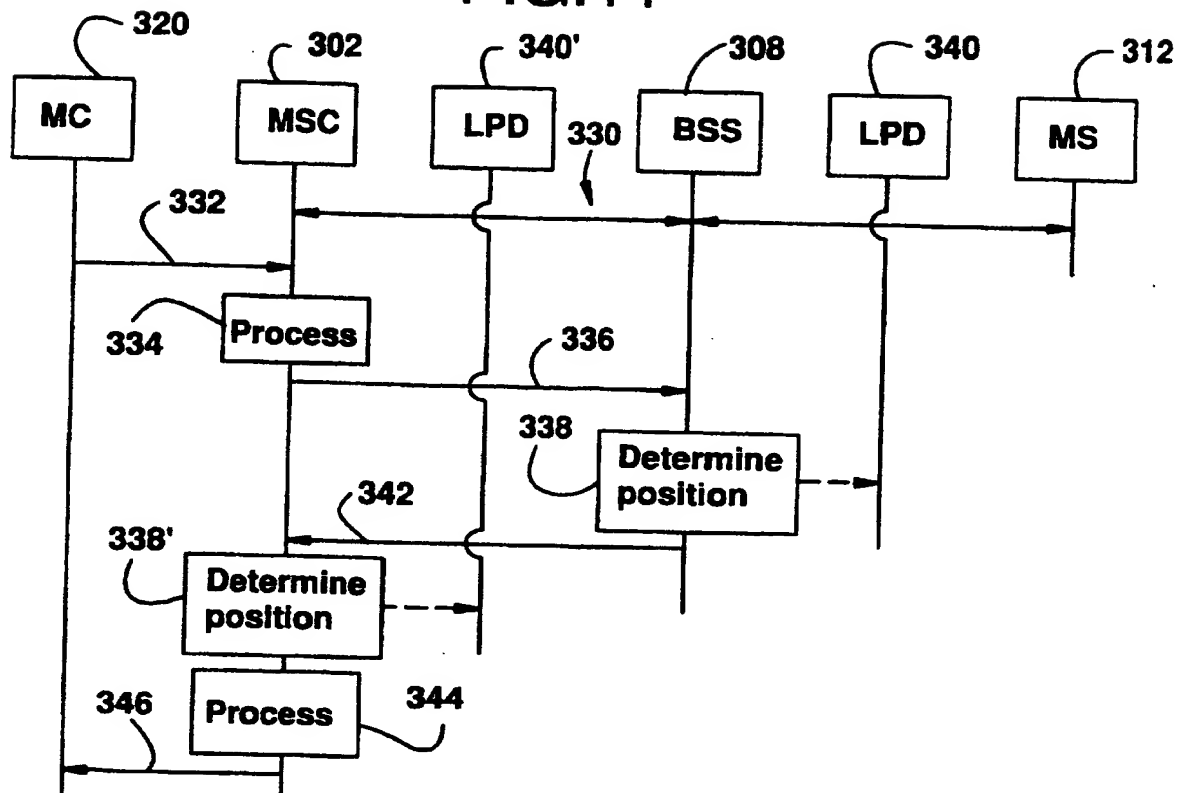 320
302
340'
308
340
312
MC
MSC
LPD
BSS
LPD
MS
330
332
334
Process
336
338
Determine
position
342
338'
Determine
position
346
Process
344